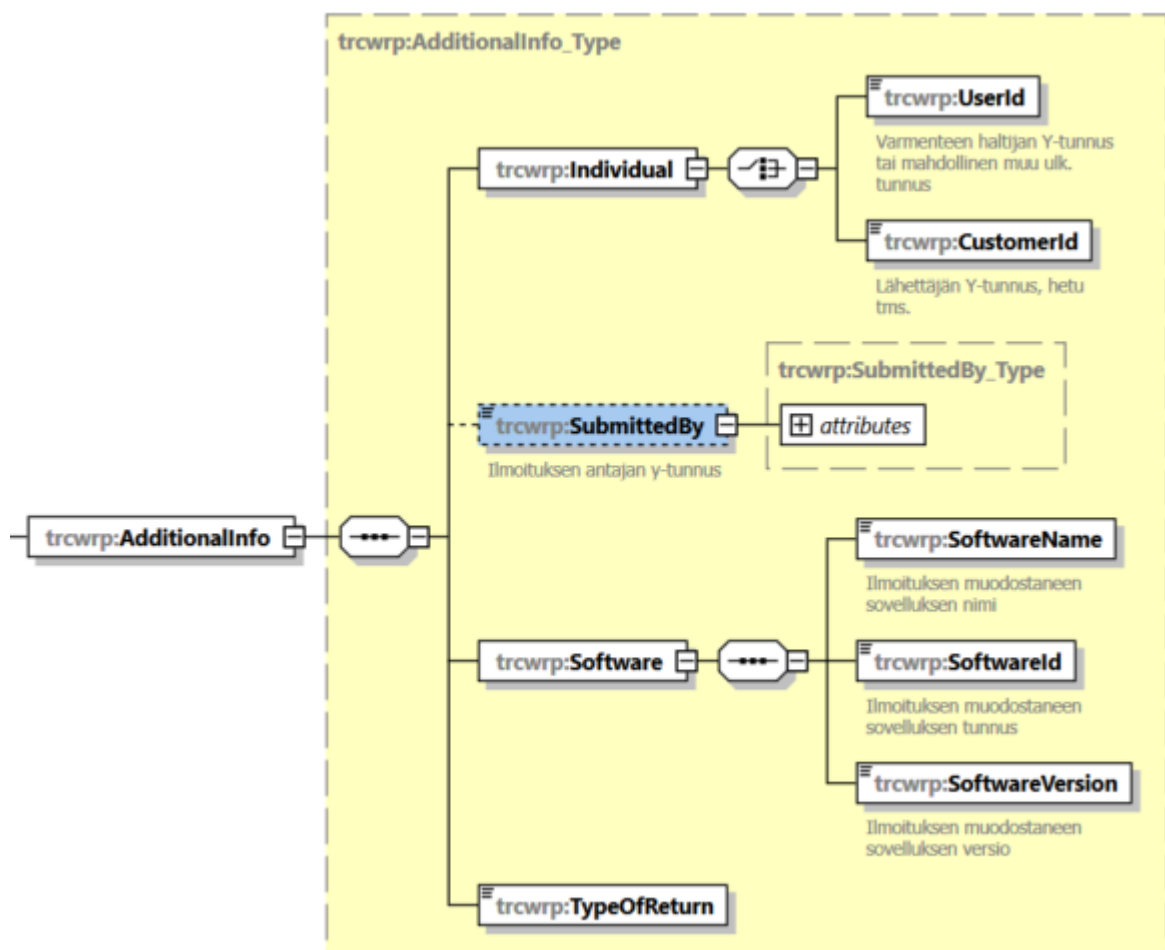 trcwrp:AdditionalInfo_Type
trcwrp:UserId
Varmenteen haltijan Y-tunnus
tai mahdollinen muu ulk.
tunnus
trcwrp:Individual
trcwrp:CustomerId
Lähettäjän Y-tunnus, hetu
tms.
trcwrp:SubmittedBy_Type
trcwrp:SubmittedBy
attributes
Ilmoituksen antajan y-tunnus
trcwrp:AdditionalInfo
trcwrp:SoftwareName
Ilmoituksen muodostaneen
sovelluksen nimi
trcwrp:Software
trcwrp:SoftwareId
Ilmoituksen muodostaneen
sovelluksen tunnus
trcwrp:SoftwareVersion
Ilmoituksen muodostaneen
sovelluksen versio
trcwrp:TypeOfReturn